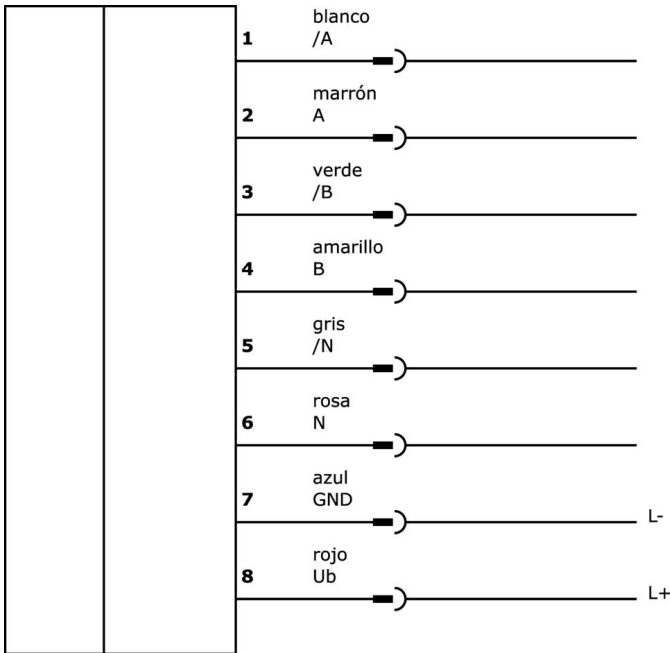 blanco
1 /A
marrón
2 A
verde
3 /B
amarillo
4 B
gris
5 /N
rosa
6 N
azul
7 GND
L-
rojo
8 Ub
L+